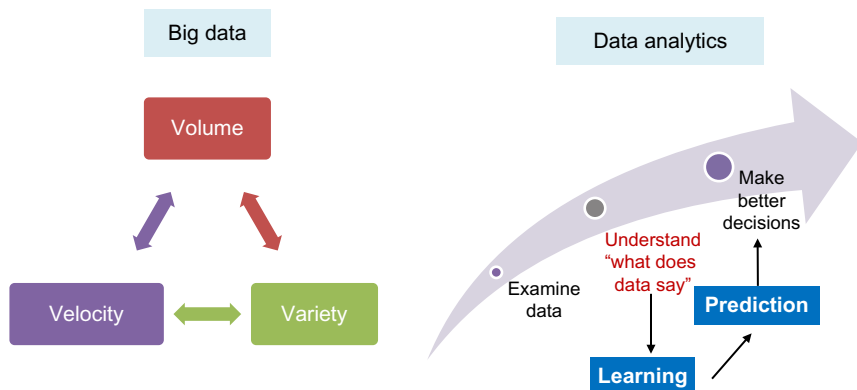 Big data
Volume
Velocity
Variety
Data analytics
Examine
data
Understand
“what does
data say”
Make
better
decisions
Learning
Prediction